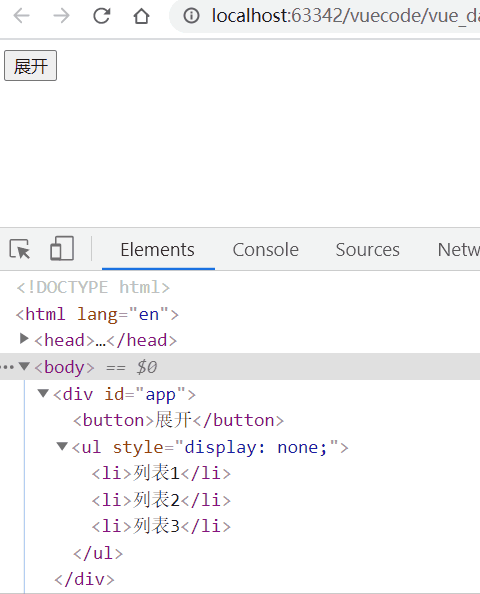 localhost:63342/vuecode/vue_da
展开
Elements Console Sources Netw
<!DOCTYPE html>
<html lang="en">
<head>…</head>
<body> == $0
<div id="app">
<button>展开</button>
<ul style="display: none;">
<li>列表1</li>
<li>列表2</li>
<li>列表3</li>
</ul>
</div>